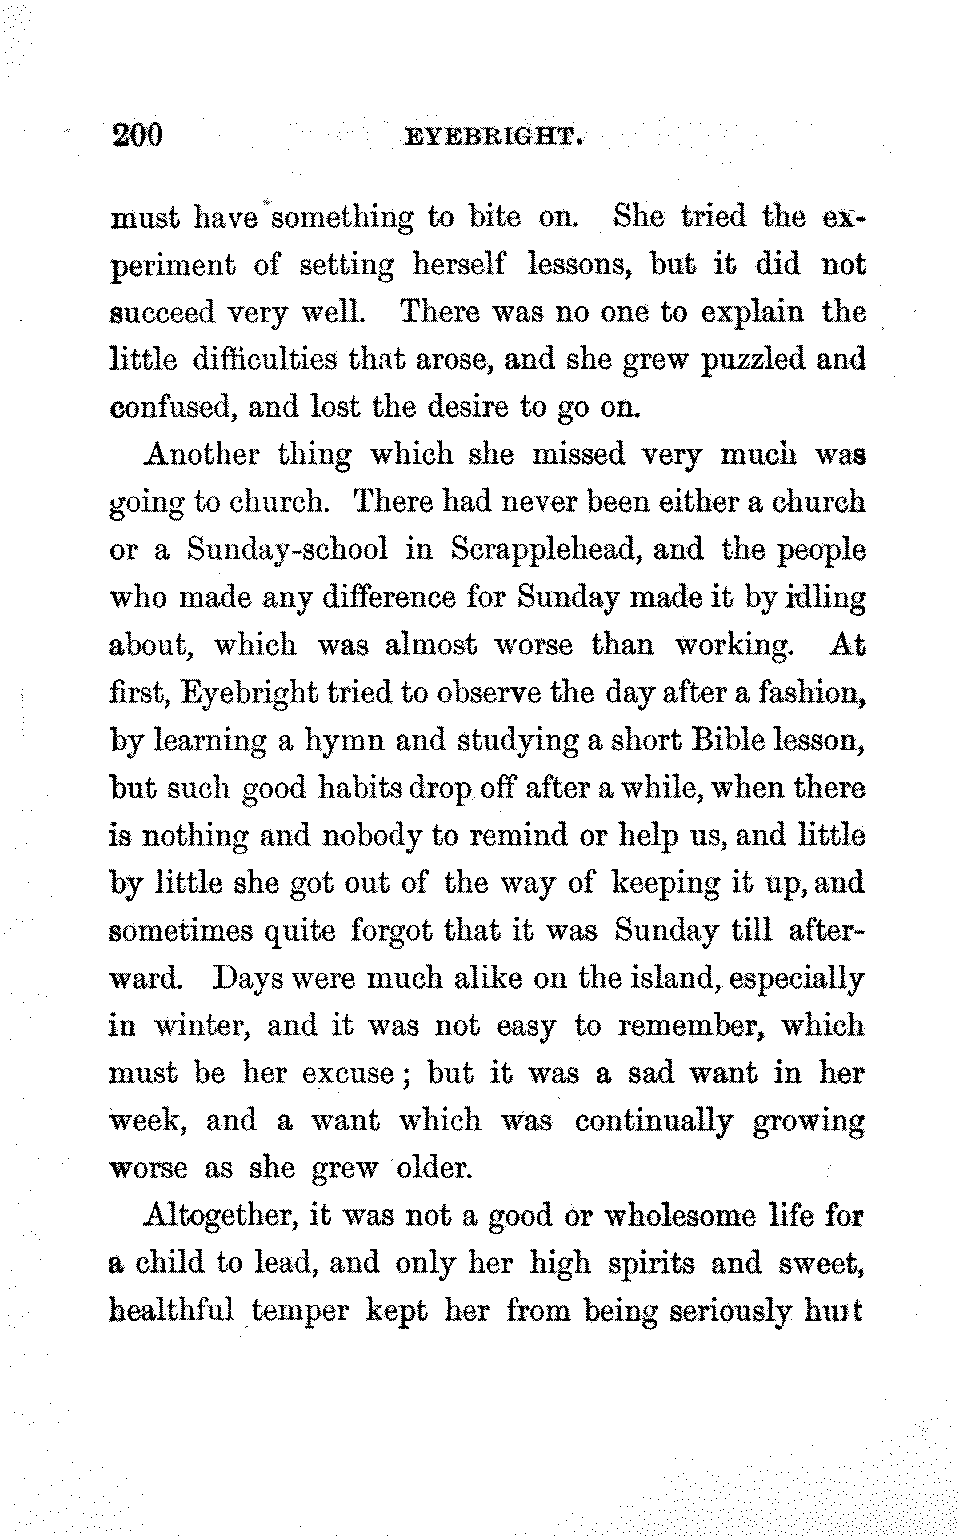 200 EYEBRIGHT.
must have something to bite on. She tried the ex-
periment of setting herself lessons, but it did not
succeed very well. There was no one to explain the
little difficulties that arose, and she grew puzzled and
confused, and lost the desire to go on.
Another thing which she missed very much was
going to church. There had never been either a church
or a Sunday-school in Scrapplehead, and the people
who made any difference for Sunday made it by idling
about, which was almost worse than working. At
first, Eyebright tried to observe the day after a fashion,
by learning a hymn and studying a short Bible lesson,
but such good habits drop off after a while, when there
is nothing and nobody to remind or help us, and little
by little she got out of the way of keeping it up, and
sometimes quite forgot that it was Sunday till after-
ward. Days were much alike on the island, especially
in winter, and it was not easy to remember, which
must be her excuse; but it was a sad want in her
week, and a want which was continually growing
worse as she grew older.
Altogether, it was not a good or wholesome life for
a child to lead, and only her high spirits and sweet,
healthful temper kept her from being seriously hurt